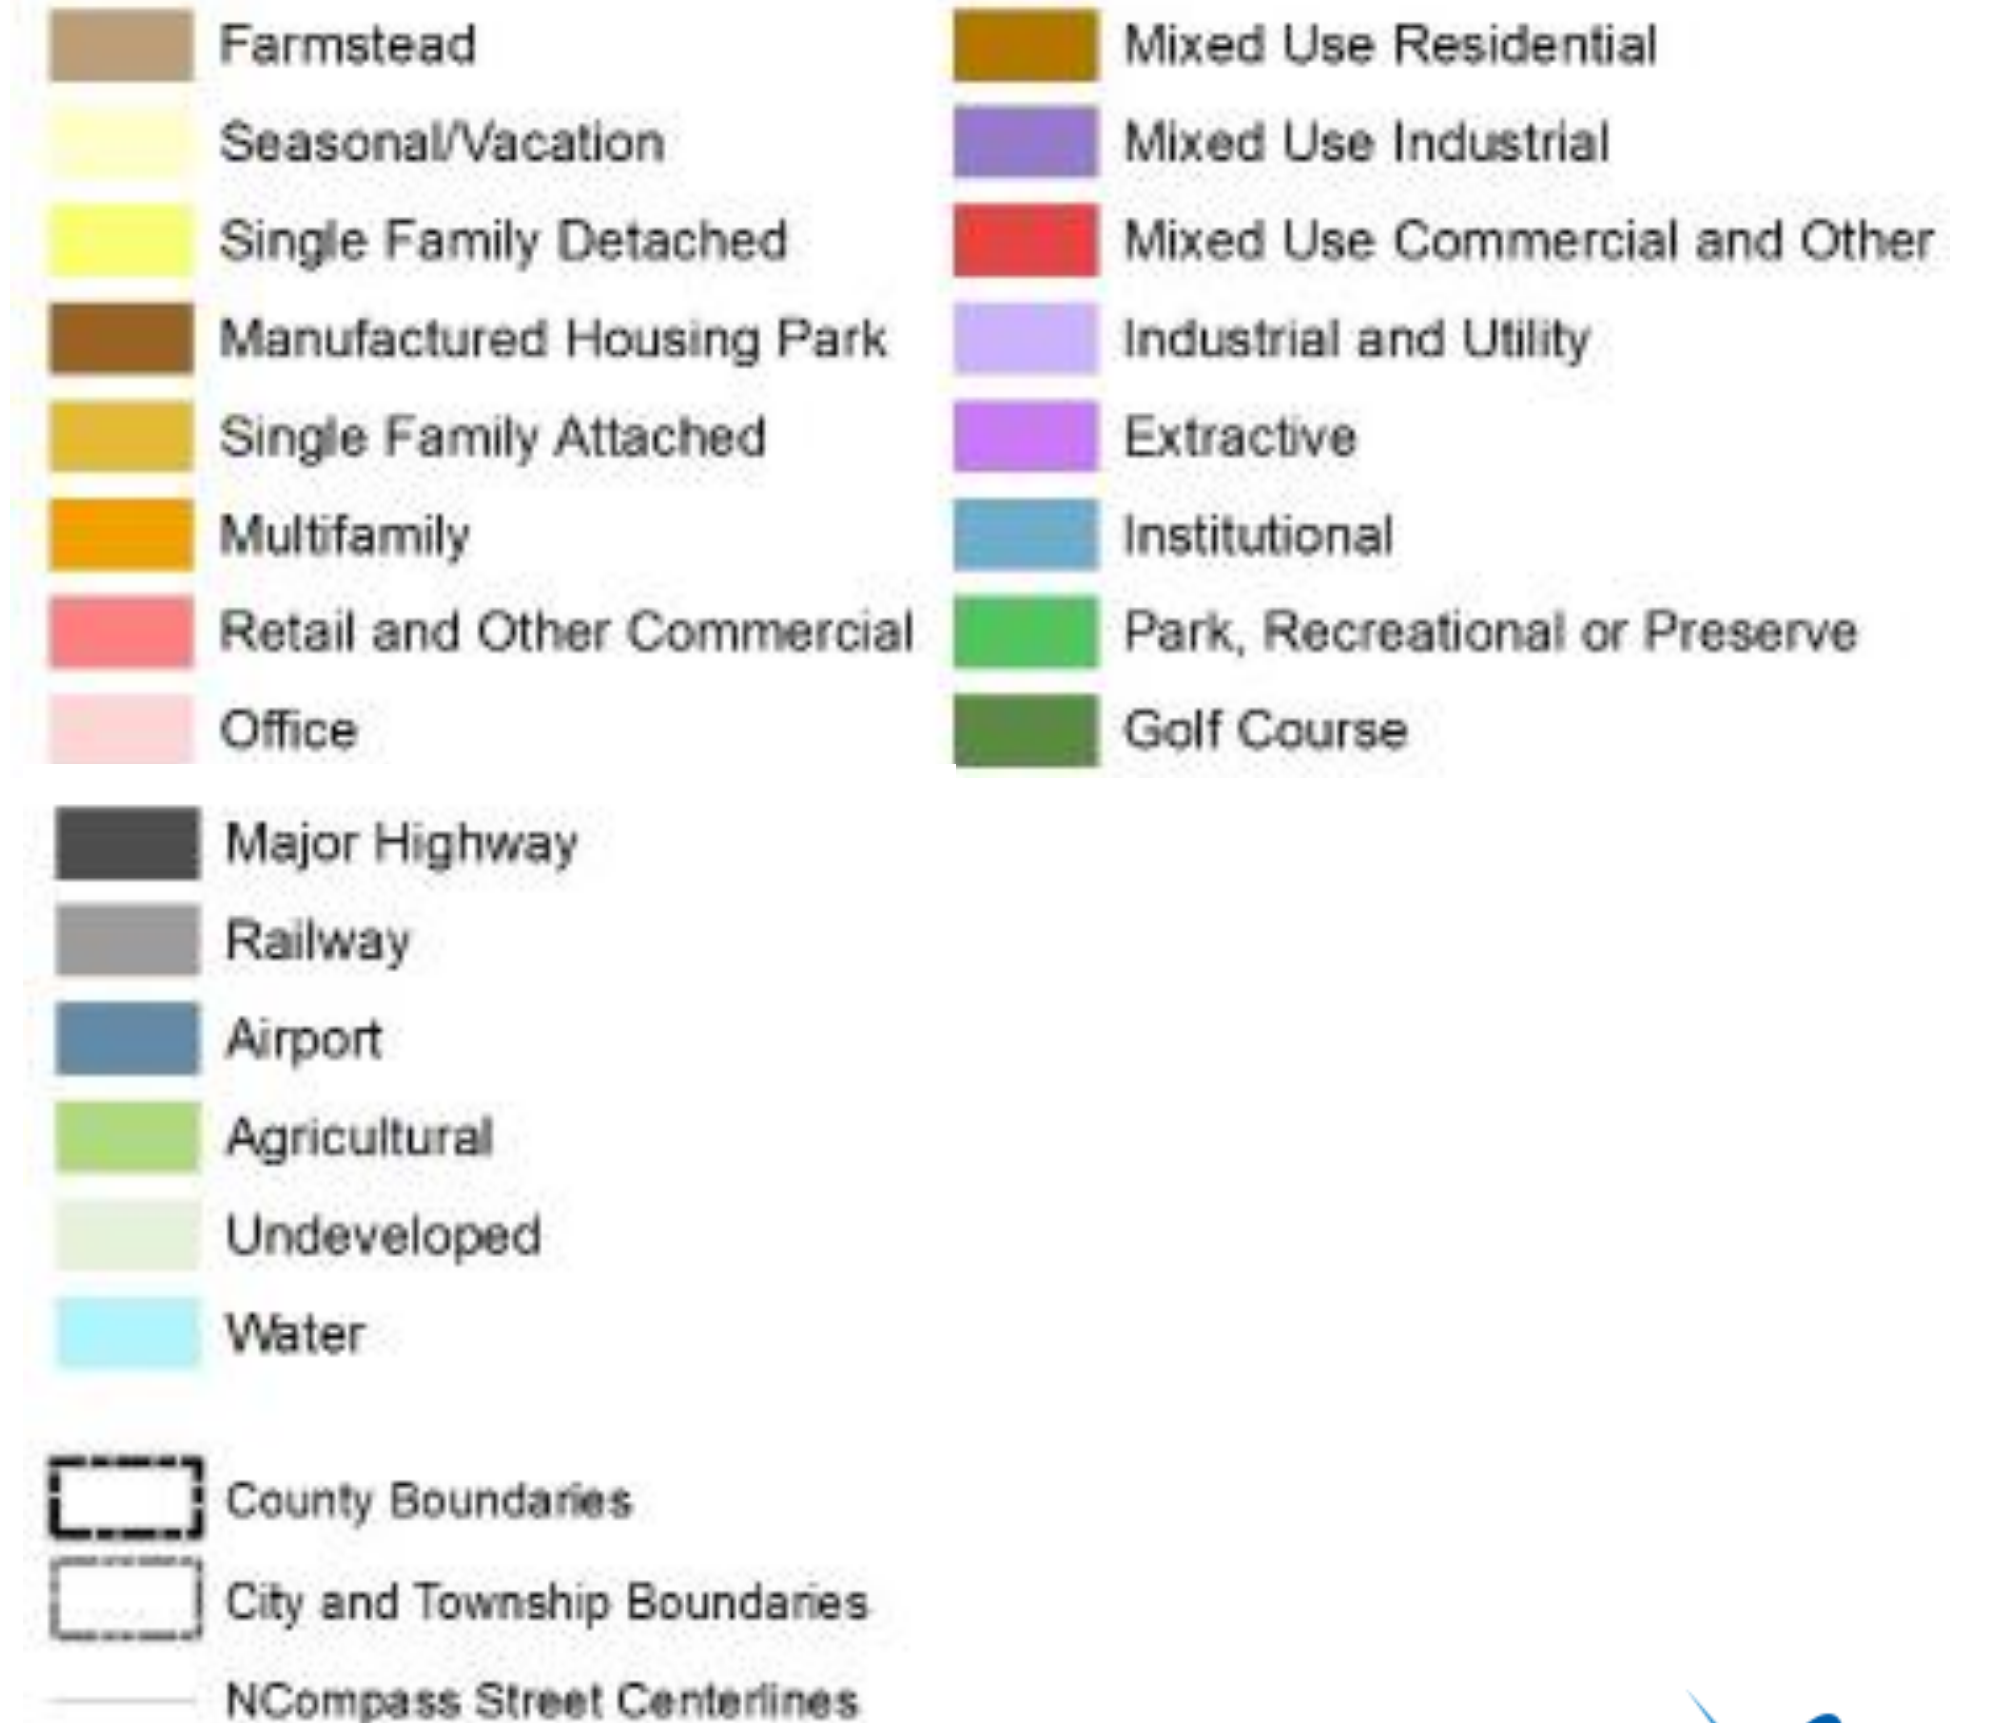 Farmstead
Seasonal/Vacation
Single Family Detached
Manufactured Housing Park
Single Family Attached
Multifamily
Retail and Other Commercial
Office
Mixed Use Residential
Mixed Use Industrial
Mixed Use Commercial and Other
Industrial and Utility
Extractive
Institutional
Park, Recreational or Preserve
Golf Course
Major Highway
Railway
Airport
Agricultural
Undeveloped
Water
County Boundaries
City and Township Boundaries
NCompass Street Centerlines